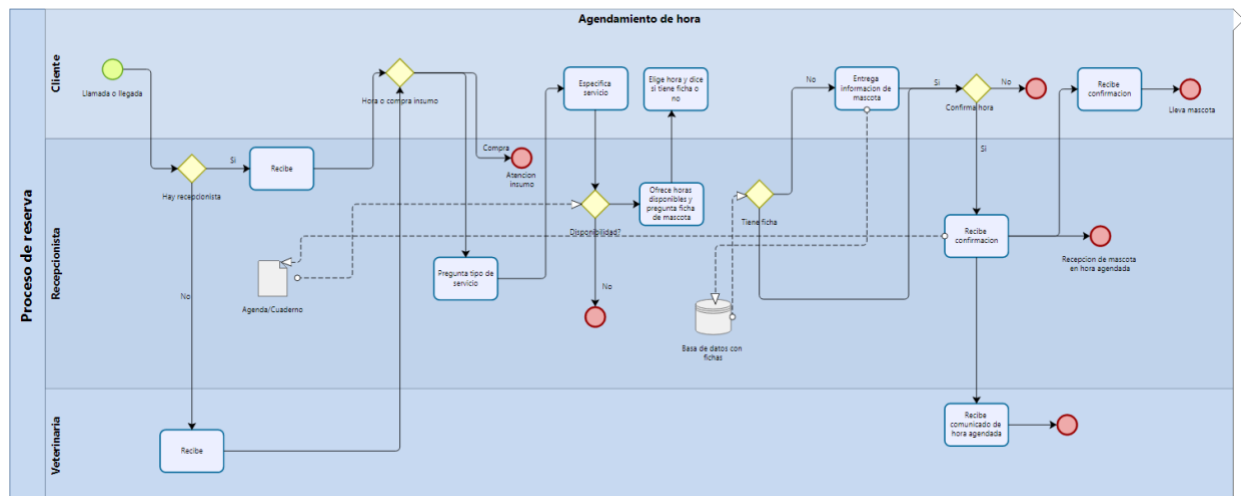 Agendamiento de hora
Proceso de reserva
Cliente
Llamada o llegada
Hora o compra insumo
Especifica
servicio
Elige hora y dice
si tiene ficha o
no
No
Entrega
informacion de
mascota
Si
Confirma hora
No
Recibe
confirmacion
Lleva mascota
Recepcionista
Hay recepcionista
Si
Recibe
Compra
Atencion
insumo
Disponibilidad?
Ofrece horas
disponibles y
pregunta ficha
de mascota
Tiene ficha
Si
Recibe
confirmacion
Recepcion de mascota
en hora agendada
Pregunta tipo de
servicio
No
No
Agenda/Cuaderno
Basa de datos con
fichas
Veterinaria
Recibe
Recibe
comunicado de
hora agendada